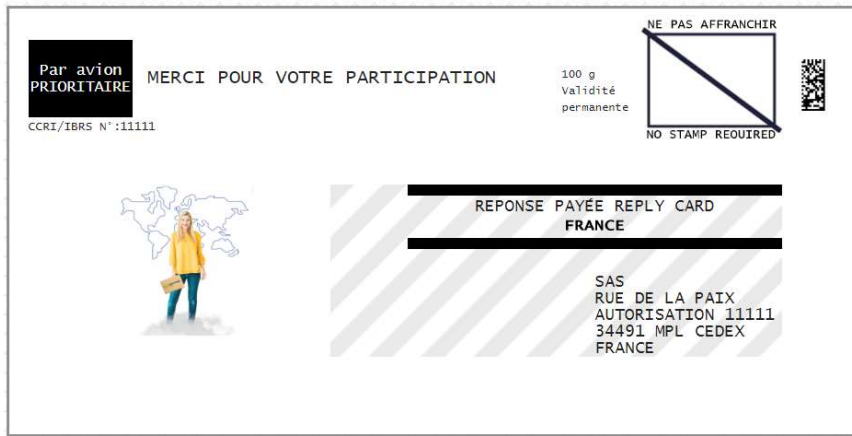 NE PAS AFFRANCHIR
Par avion
PRIORITAIRE
MERCI POUR VOTRE PARTICIPATION
100 g
Validité
permanente
CCRI/IBRS N°:11111
NO STAMP REQUIRED
REPONSE PAYÉE REPLY CARD
FRANCE
SAS
RUE DE LA PAIX
AUTORISATION 11111
34491 MPL CEDEX
FRANCE